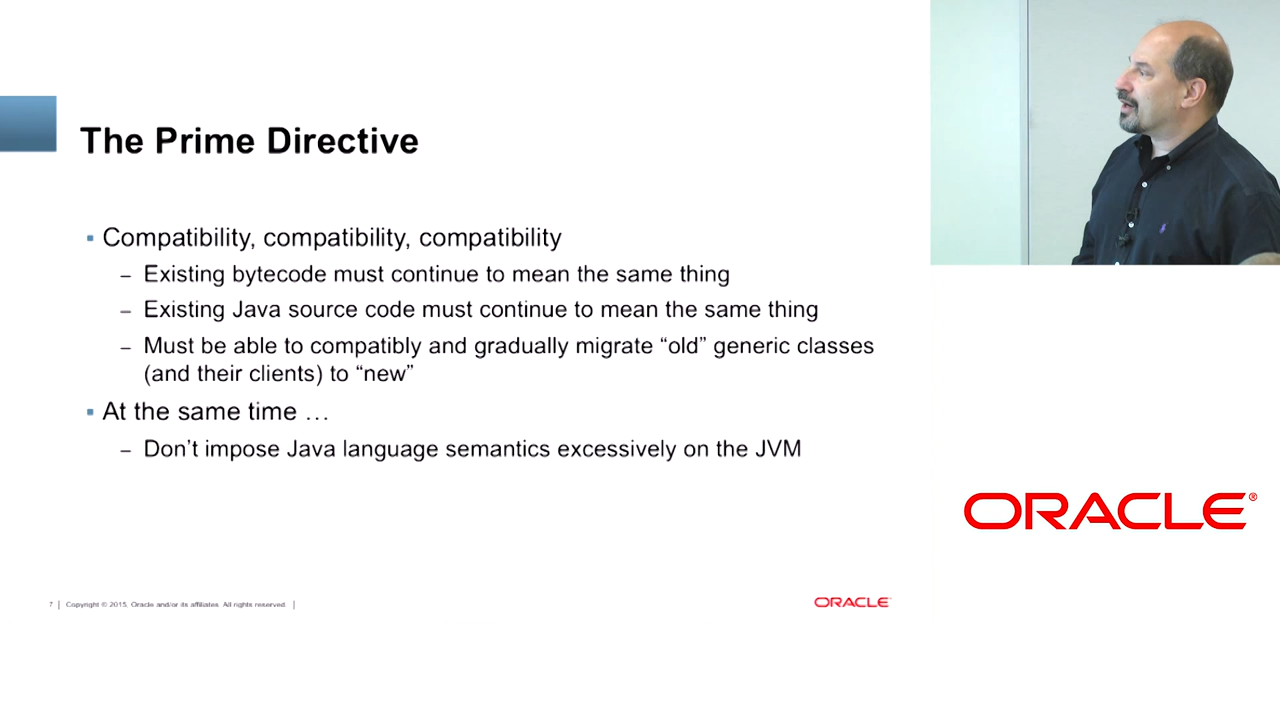 The Prime Directive
▪ Compatibility, compatibility, compatibility
– Existing bytecode must continue to mean the same thing
– Existing Java source code must continue to mean the same thing
– Must be able to compatibly and gradually migrate “old” generic classes
(and their clients) to “new”
▪ At the same time …
– Don’t impose Java language semantics excessively on the JVM
ORACLE®
7 | Copyright © 2015, Oracle and/or its affiliates. All rights reserved. |
ORACLE